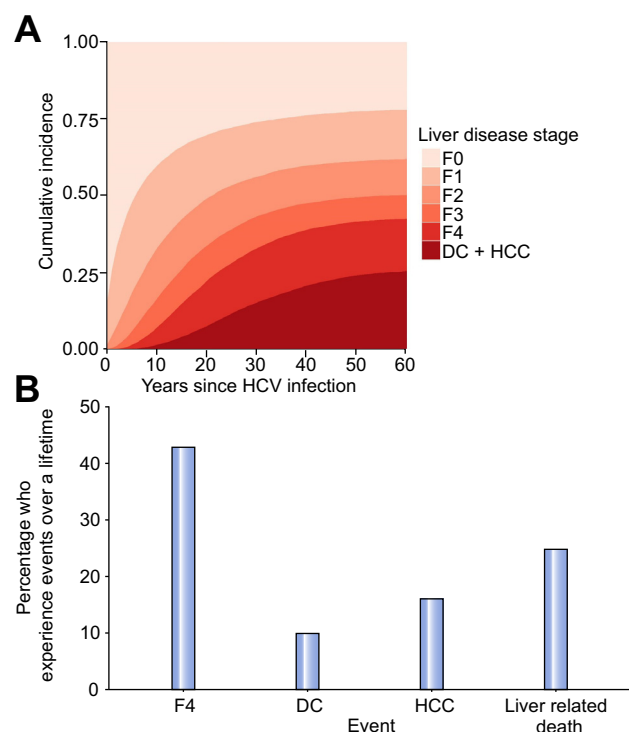 A
Cumulative incidence
1.00
0.75
0.50
0.25
0.00
0 10 20 30 40 50 60
Years since HCV infection
Liver disease stage
F0
F1
F2
F3
F4
DC + HCC
B
Percentage who
experience events over a lifetime
50
40
30
20
10
0
F4 DC HCC Liver related
death
Event